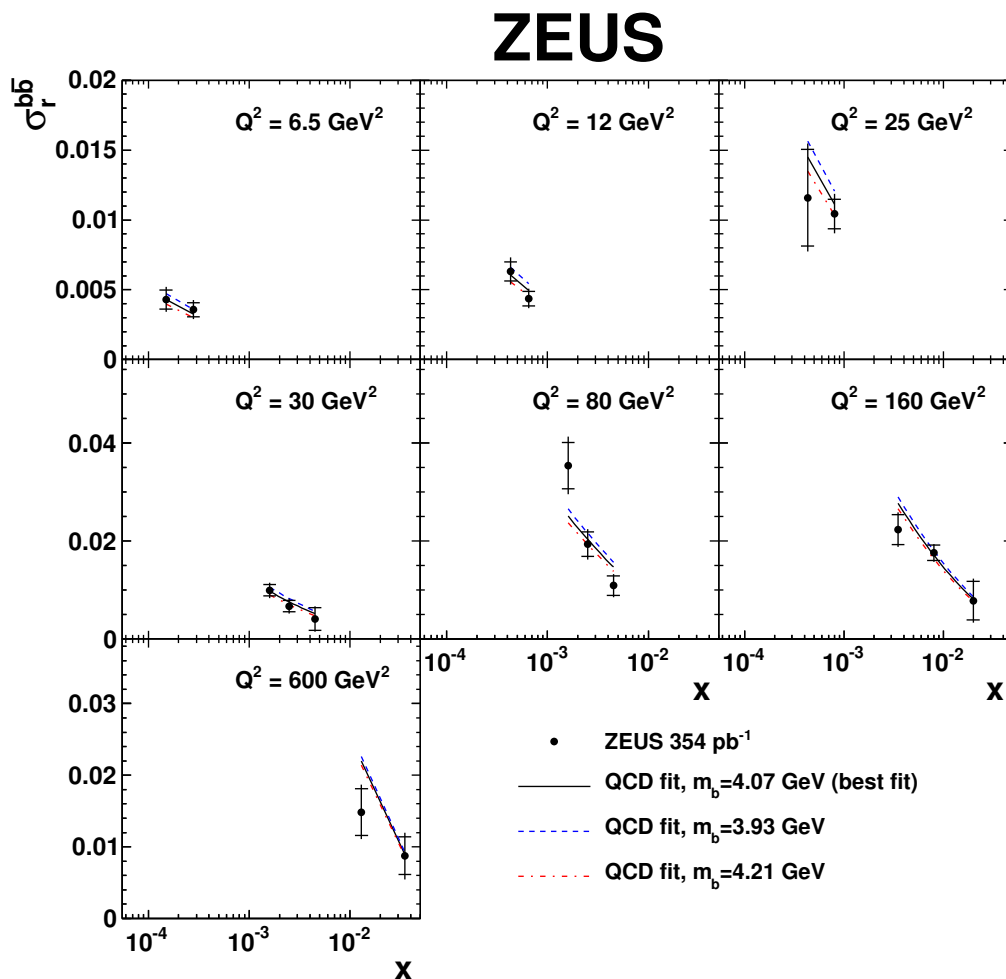 ZEUS
σ_r^{bb̄}
Q² = 6.5 GeV²
Q² = 12 GeV²
Q² = 25 GeV²
0.02
0.015
0.01
0.005
0
Q² = 30 GeV²
Q² = 80 GeV²
Q² = 160 GeV²
0.04
0.02
0
10⁻⁴ 10⁻³ 10⁻² x
10⁻⁴ 10⁻³ 10⁻² x
Q² = 600 GeV²
0.03
0.02
0.01
0
10⁻⁴ 10⁻³ 10⁻² x
ZEUS 354 pb⁻¹
QCD fit, m_b=4.07 GeV (best fit)
QCD fit, m_b=3.93 GeV
QCD fit, m_b=4.21 GeV